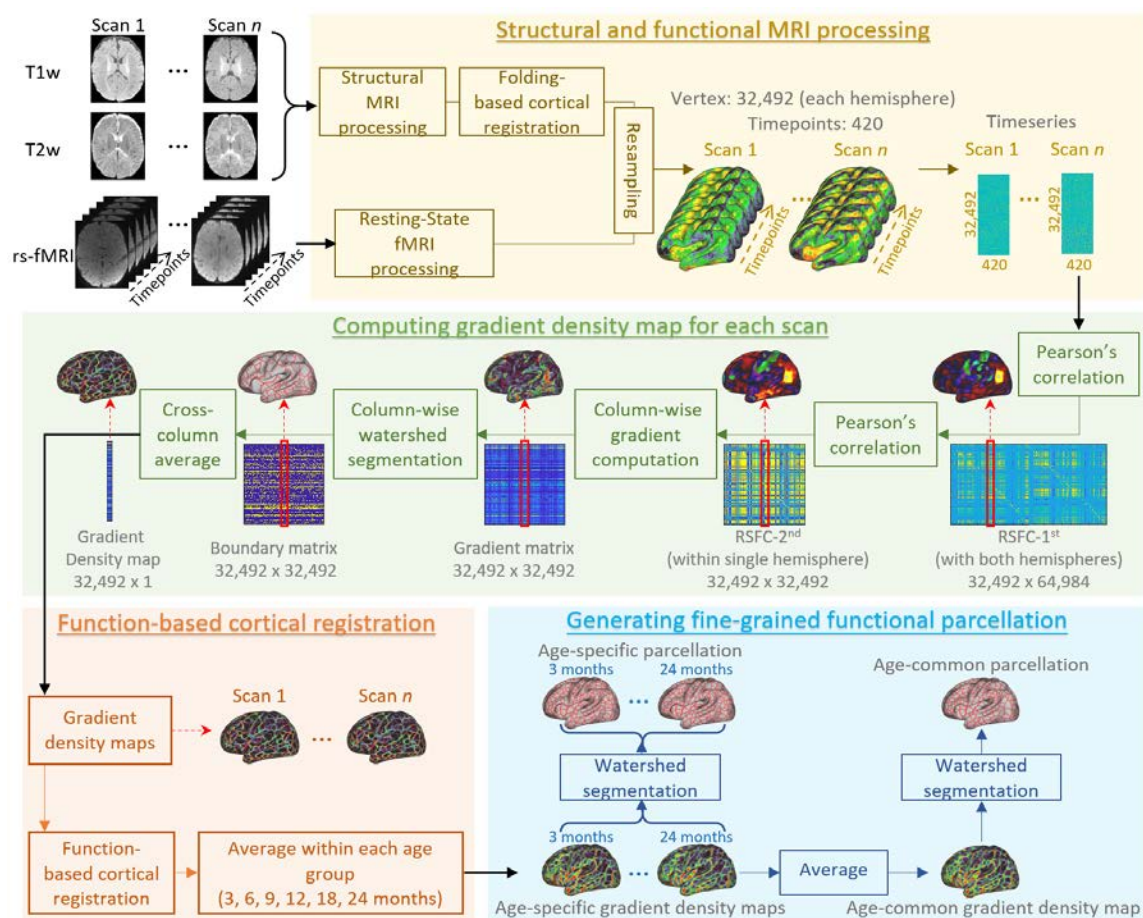 Scan 1
Scan n
T1w
...
T2w
...
rs-fMRI
...
Timepoints
Timepoints
Structural and functional MRI processing
Structural
MRI
processing
Folding-
based cortical
registration
Resampling
Resting-State
fMRI
processing
Vertex: 32,492 (each hemisphere)
Timepoints: 420
Scan 1
Scan n
...
Timepoints
Timepoints
Timeseries
Scan 1
Scan n
32,492
...
32,492
420
420
Computing gradient density map for each scan
Pearson's
correlation
Pearson's
correlation
Column-wise
gradient
computation
Column-wise
watershed
segmentation
Cross-
column
average
Gradient
Density map
32,492 x 1
Boundary matrix
32,492 x 32,492
Gradient matrix
32,492 x 32,492
RSFC-2nd
(within single hemisphere)
32,492 x 32,492
RSFC-1st
(with both hemispheres)
32,492 x 64,984
Function-based cortical registration
Gradient
density maps
Scan 1
Scan n
...
Function-
based cortical
registration
Average within each age
group
(3, 6, 9, 12, 18, 24 months)
Generating fine-grained functional parcellation
Age-specific parcellation
3 months
24 months
...
Watershed
segmentation
3 months
24 months
...
Age-specific gradient density maps
Average
Age-common parcellation
Watershed
segmentation
Age-common gradient density map